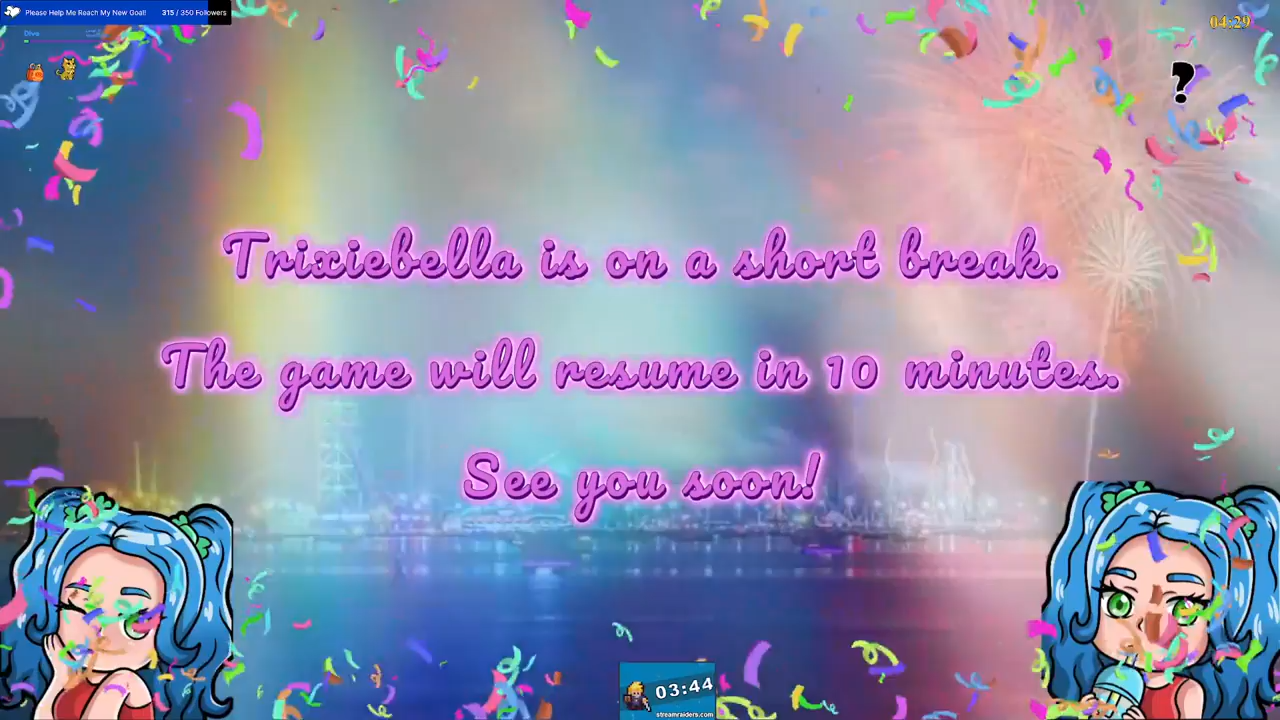 Please Help Me Reach My New Goal! 315 / 350 Followers
Dive
04:29
?
Trixiebella is on a short break.
The game will resume in 10 minutes.
See you soon!
03:44
streamraiders.com